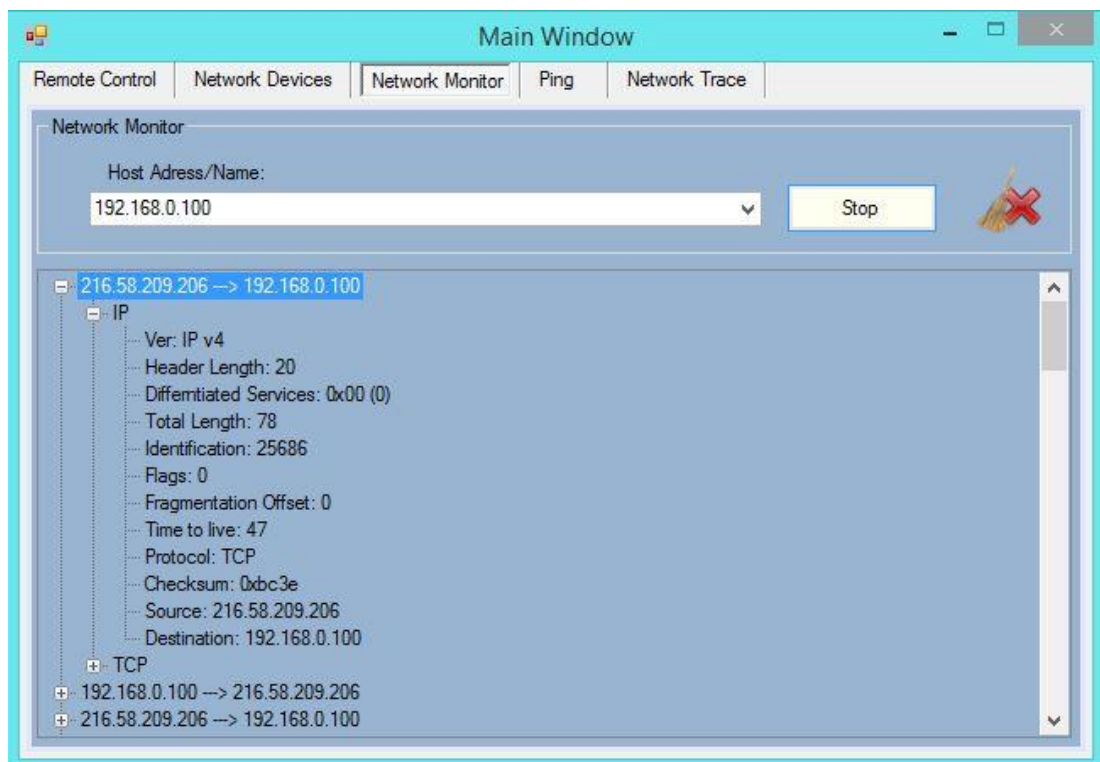 Main Window
Remote Control Network Devices Network Monitor Ping Network Trace
Network Monitor
Host Adress/Name:
192.168.0.100 Stop
216.58.209.206 ---> 192.168.0.100
IP
Ver: IP v4
Header Length: 20
Differntiated Services: 0x00 (0)
Total Length: 78
Identification: 25686
Flags: 0
Fragmentation Offset: 0
Time to live: 47
Protocol: TCP
Checksum: 0xbc3e
Source: 216.58.209.206
Destination: 192.168.0.100
TCP
192.168.0.100 ---> 216.58.209.206
216.58.209.206 ---> 192.168.0.100